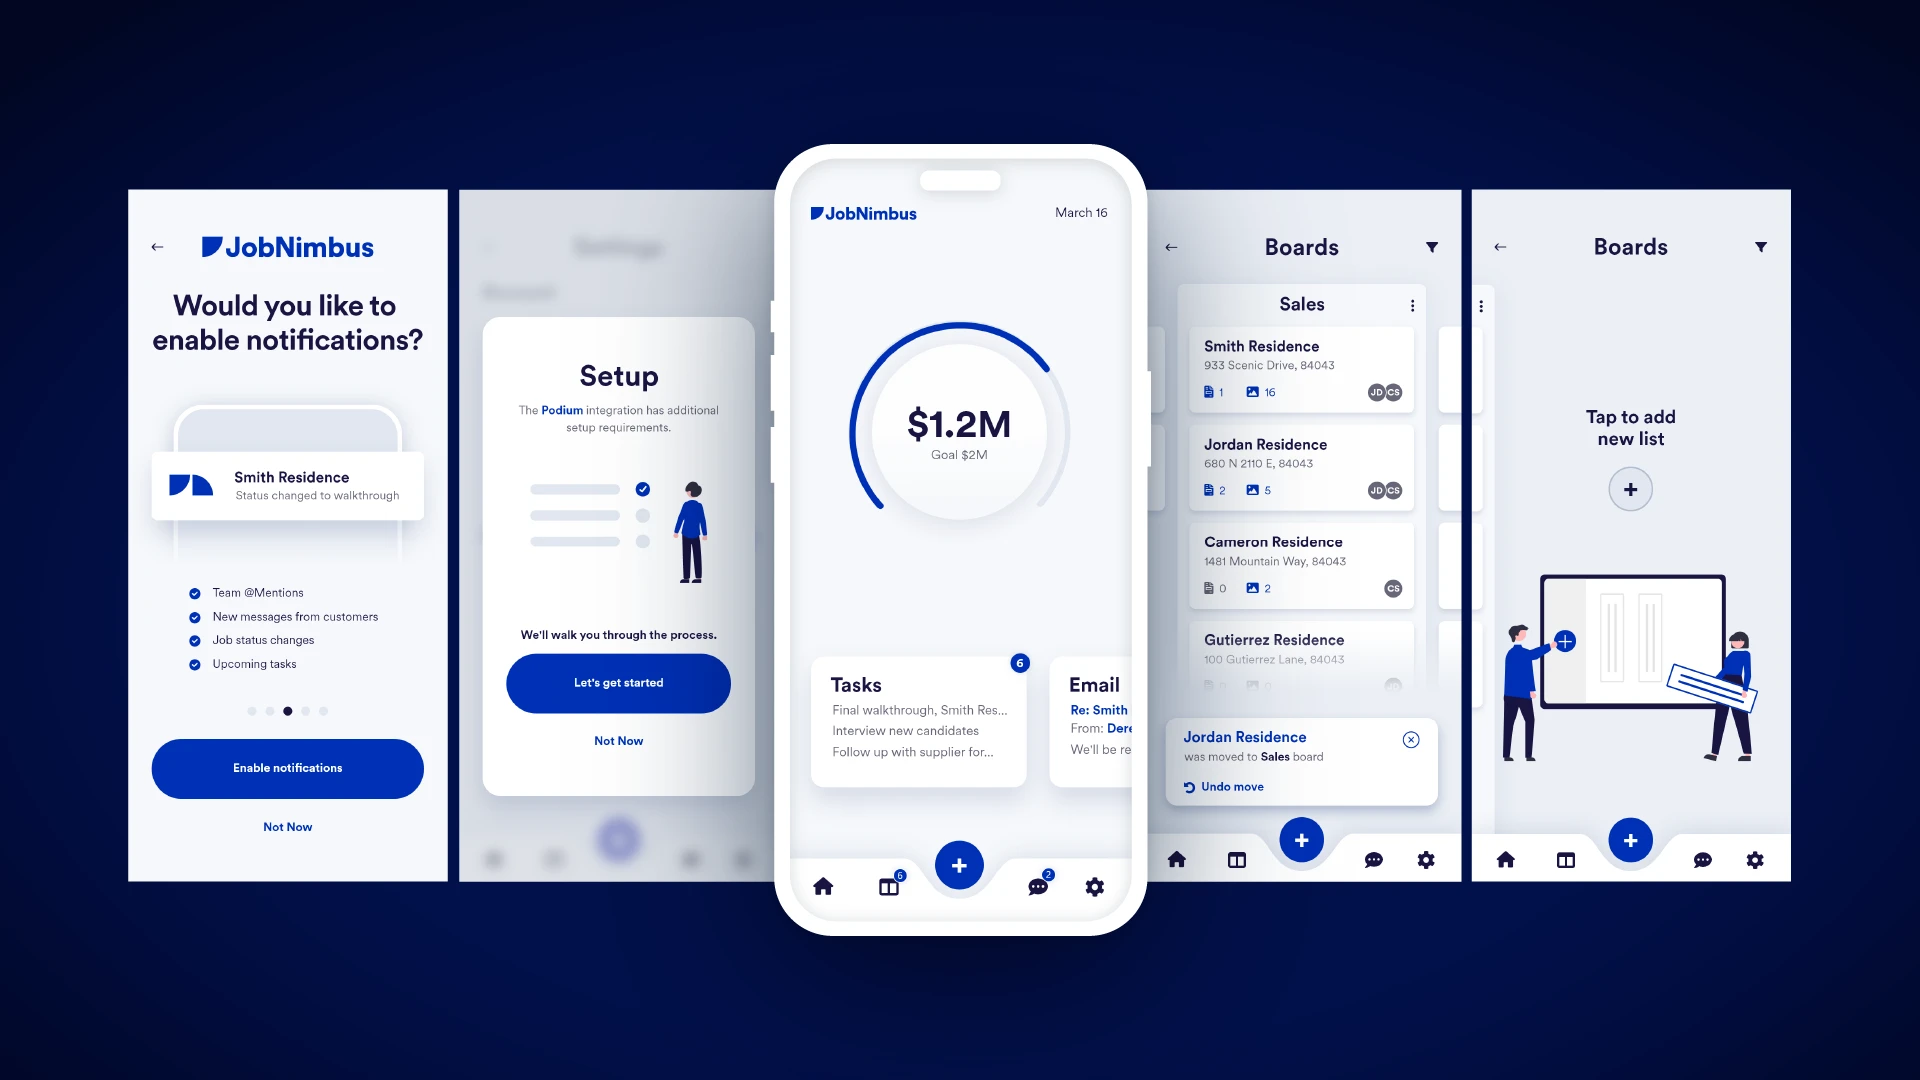 JobNimbus
Would you like to
enable notifications?
Smith Residence
Status changed to walkthrough
Team @Mentions
New messages from customers
Job status changes
Upcoming tasks
Enable notifications
Not Now
Settings
Account
Setup
The Podium integration has additional
setup requirements.
We'll walk you through the process.
Let's get started
Not Now
JobNimbus
March 16
$1.2M
Goal $2M
6
Tasks
Final walkthrough, Smith Res...
Interview new candidates
Follow up with supplier for...
Email
Re: Smith
From: Dere
We'll be re
6
2
Boards
Sales
Smith Residence
933 Scenic Drive, 84043
1 16 JD CS
Jordan Residence
680 N 2110 E, 84043
2 5 JD CS
Cameron Residence
1481 Mountain Way, 84043
0 2 CS
Gutierrez Residence
100 Gutierrez Lane, 84043
0 0 JD
Jordan Residence
was moved to Sales board
Undo move
Boards
Tap to add
new list